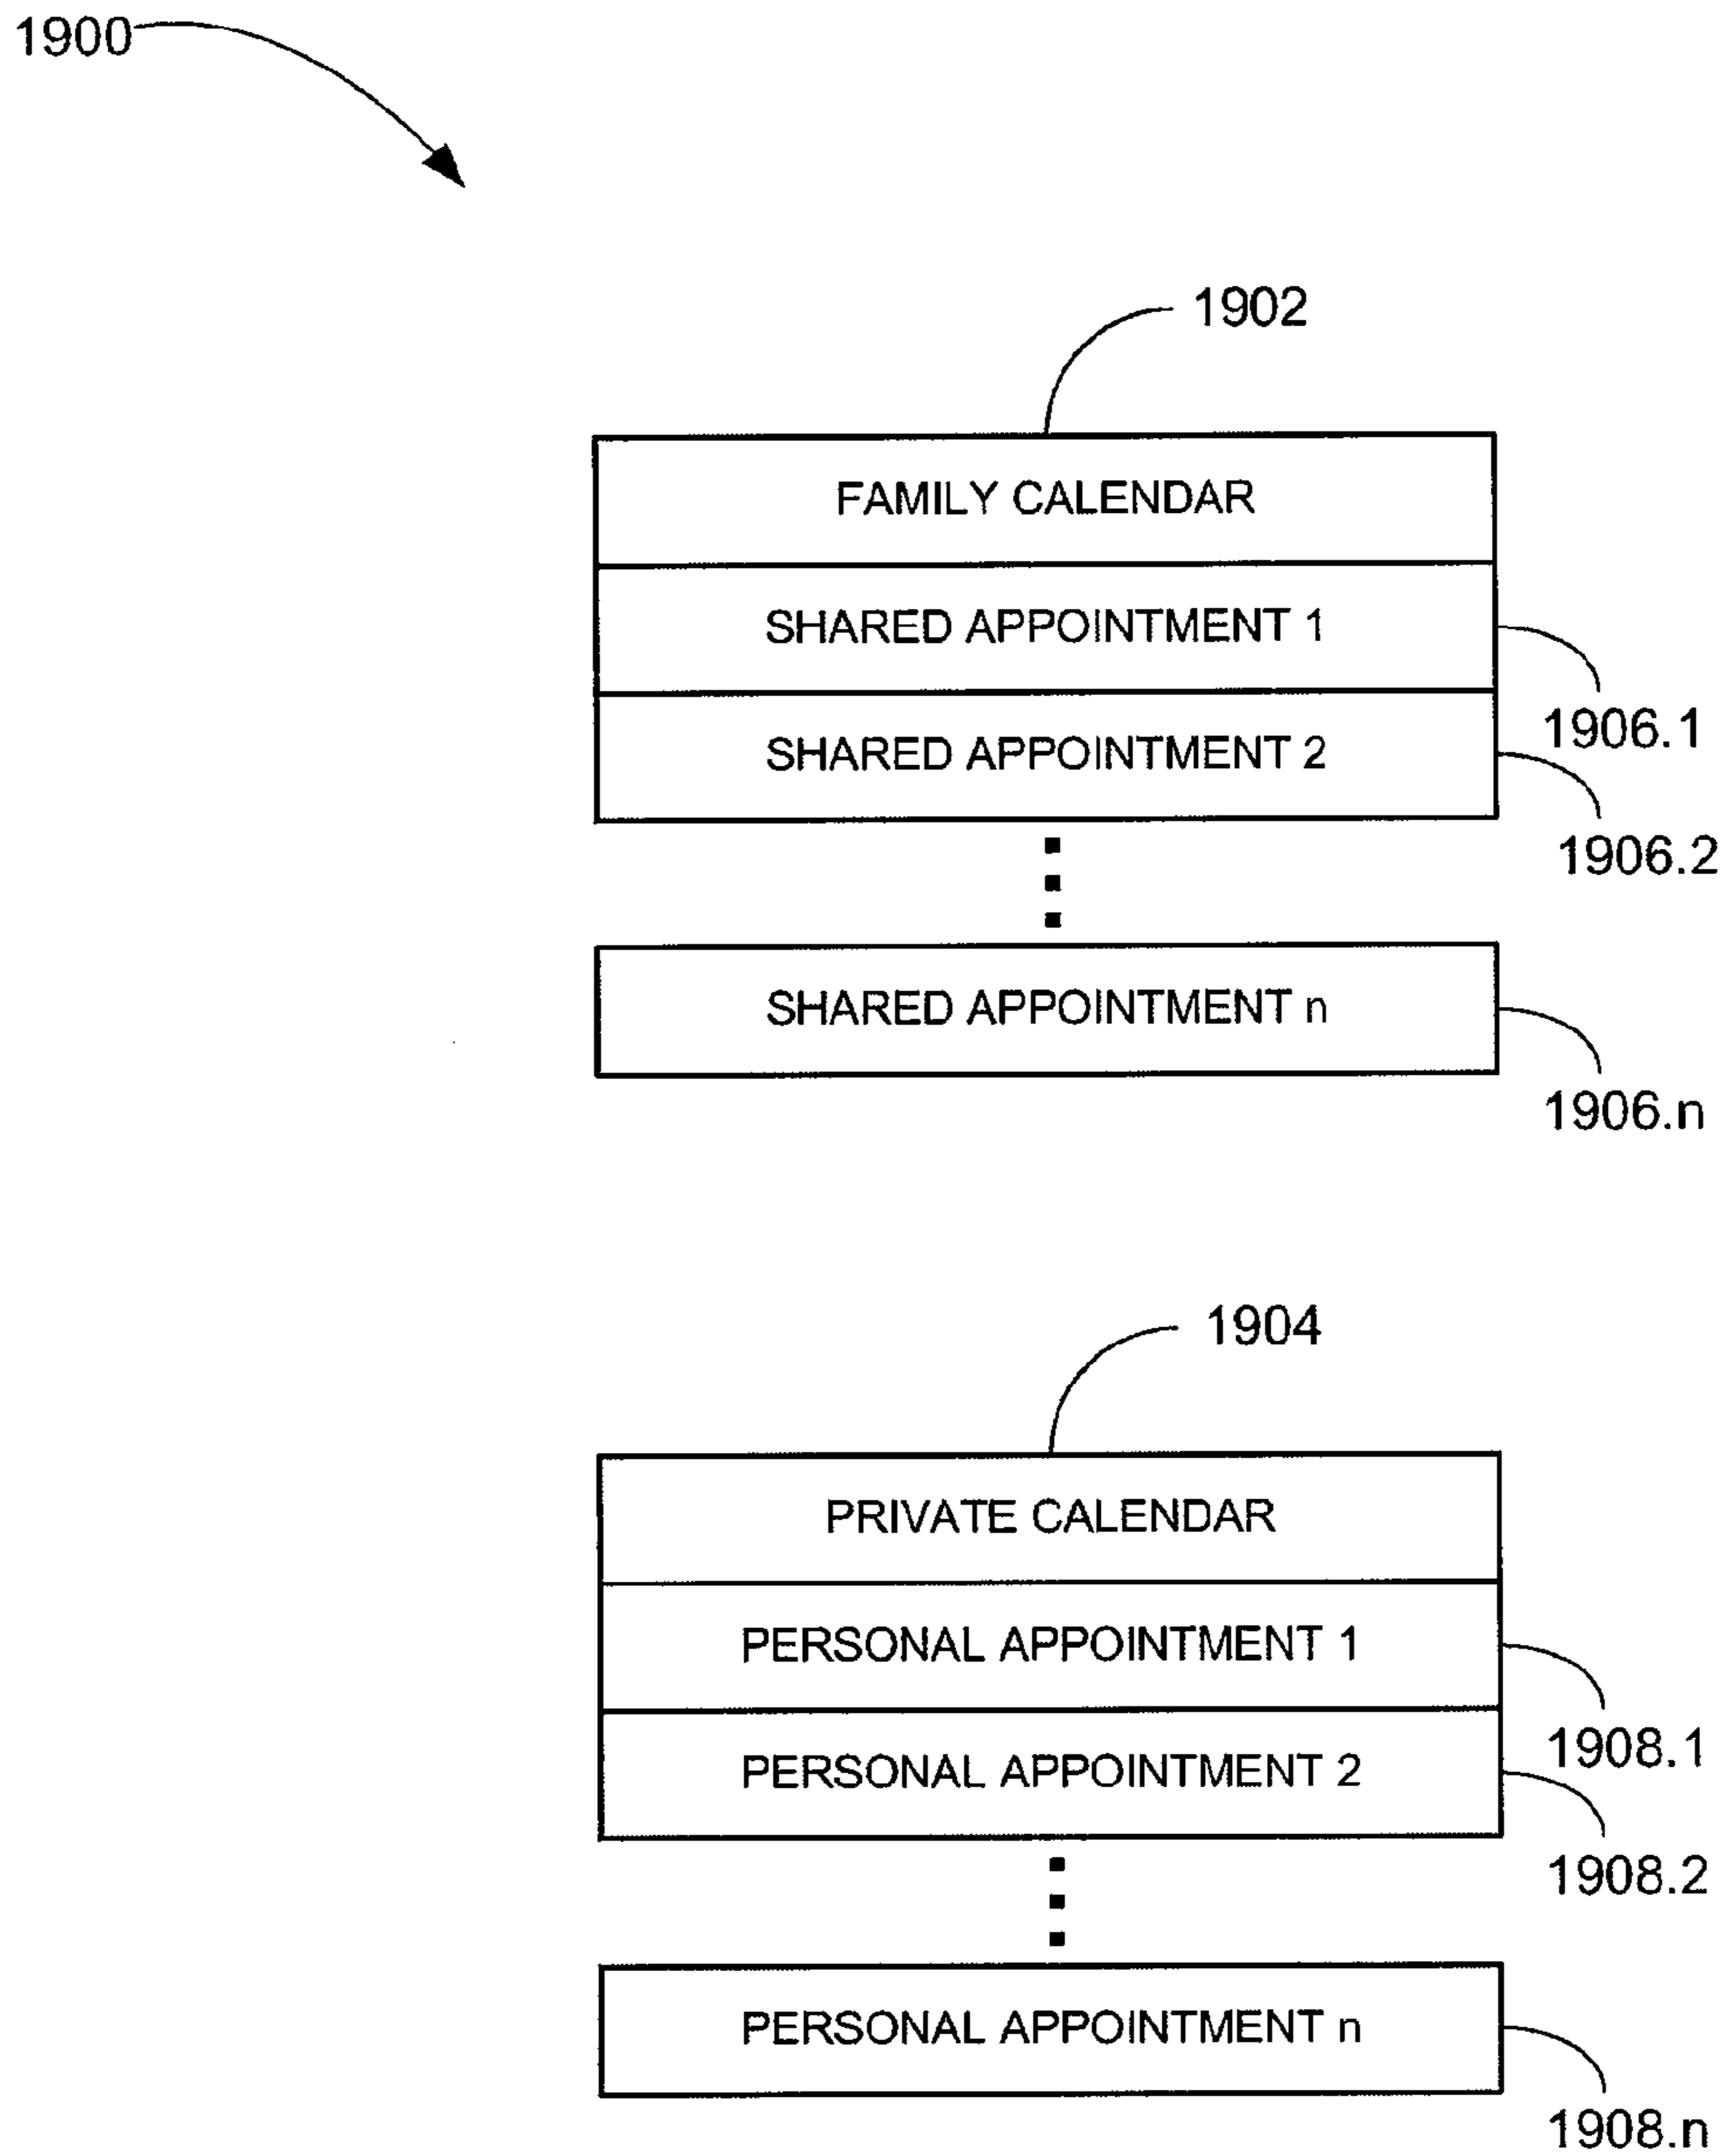 1900
1902
FAMILY CALENDAR
SHARED APPOINTMENT 1
1906.1
SHARED APPOINTMENT 2
1906.2
SHARED APPOINTMENT n
1906.n
1904
PRIVATE CALENDAR
PERSONAL APPOINTMENT 1
1908.1
PERSONAL APPOINTMENT 2
1908.2
PERSONAL APPOINTMENT n
1908.n